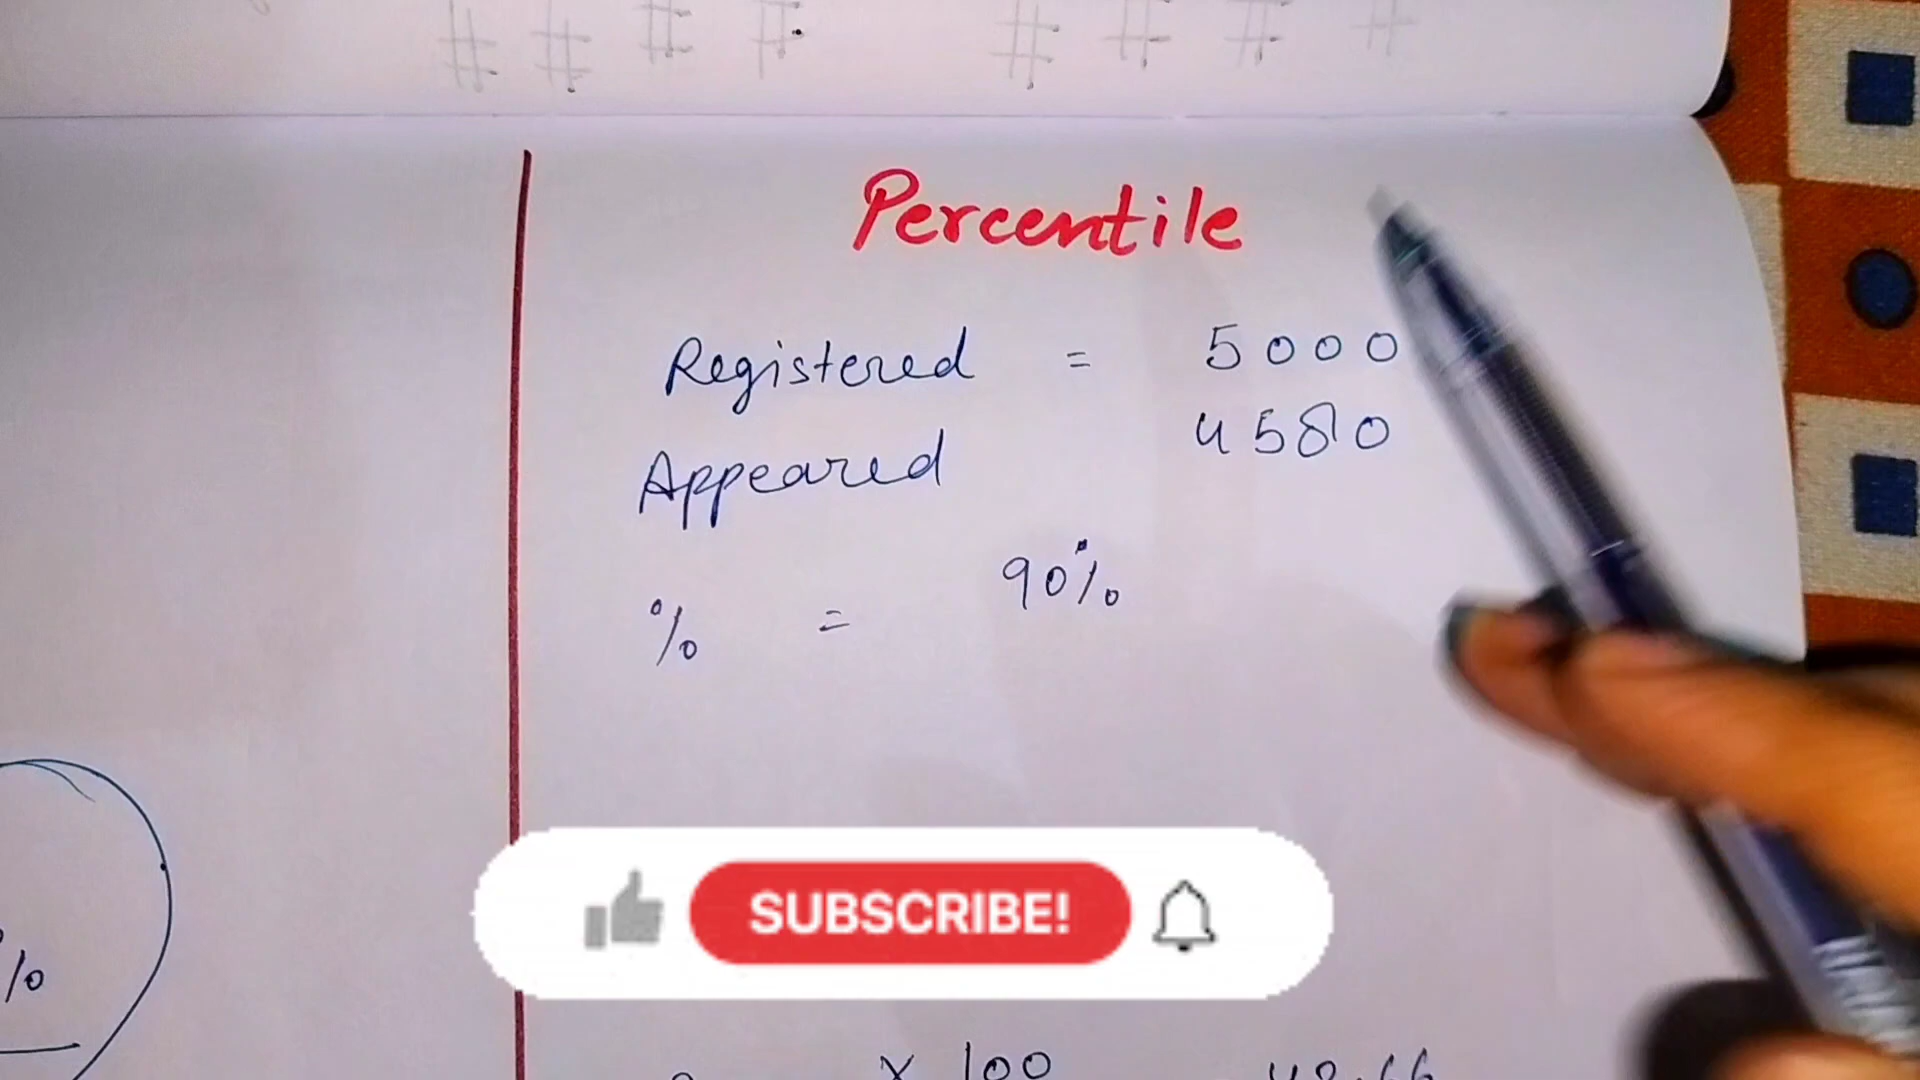 # # # # # # # #
Percentile
Registered = 5000
Appeared 4580
% = 90%
SUBSCRIBE!
%
x 100